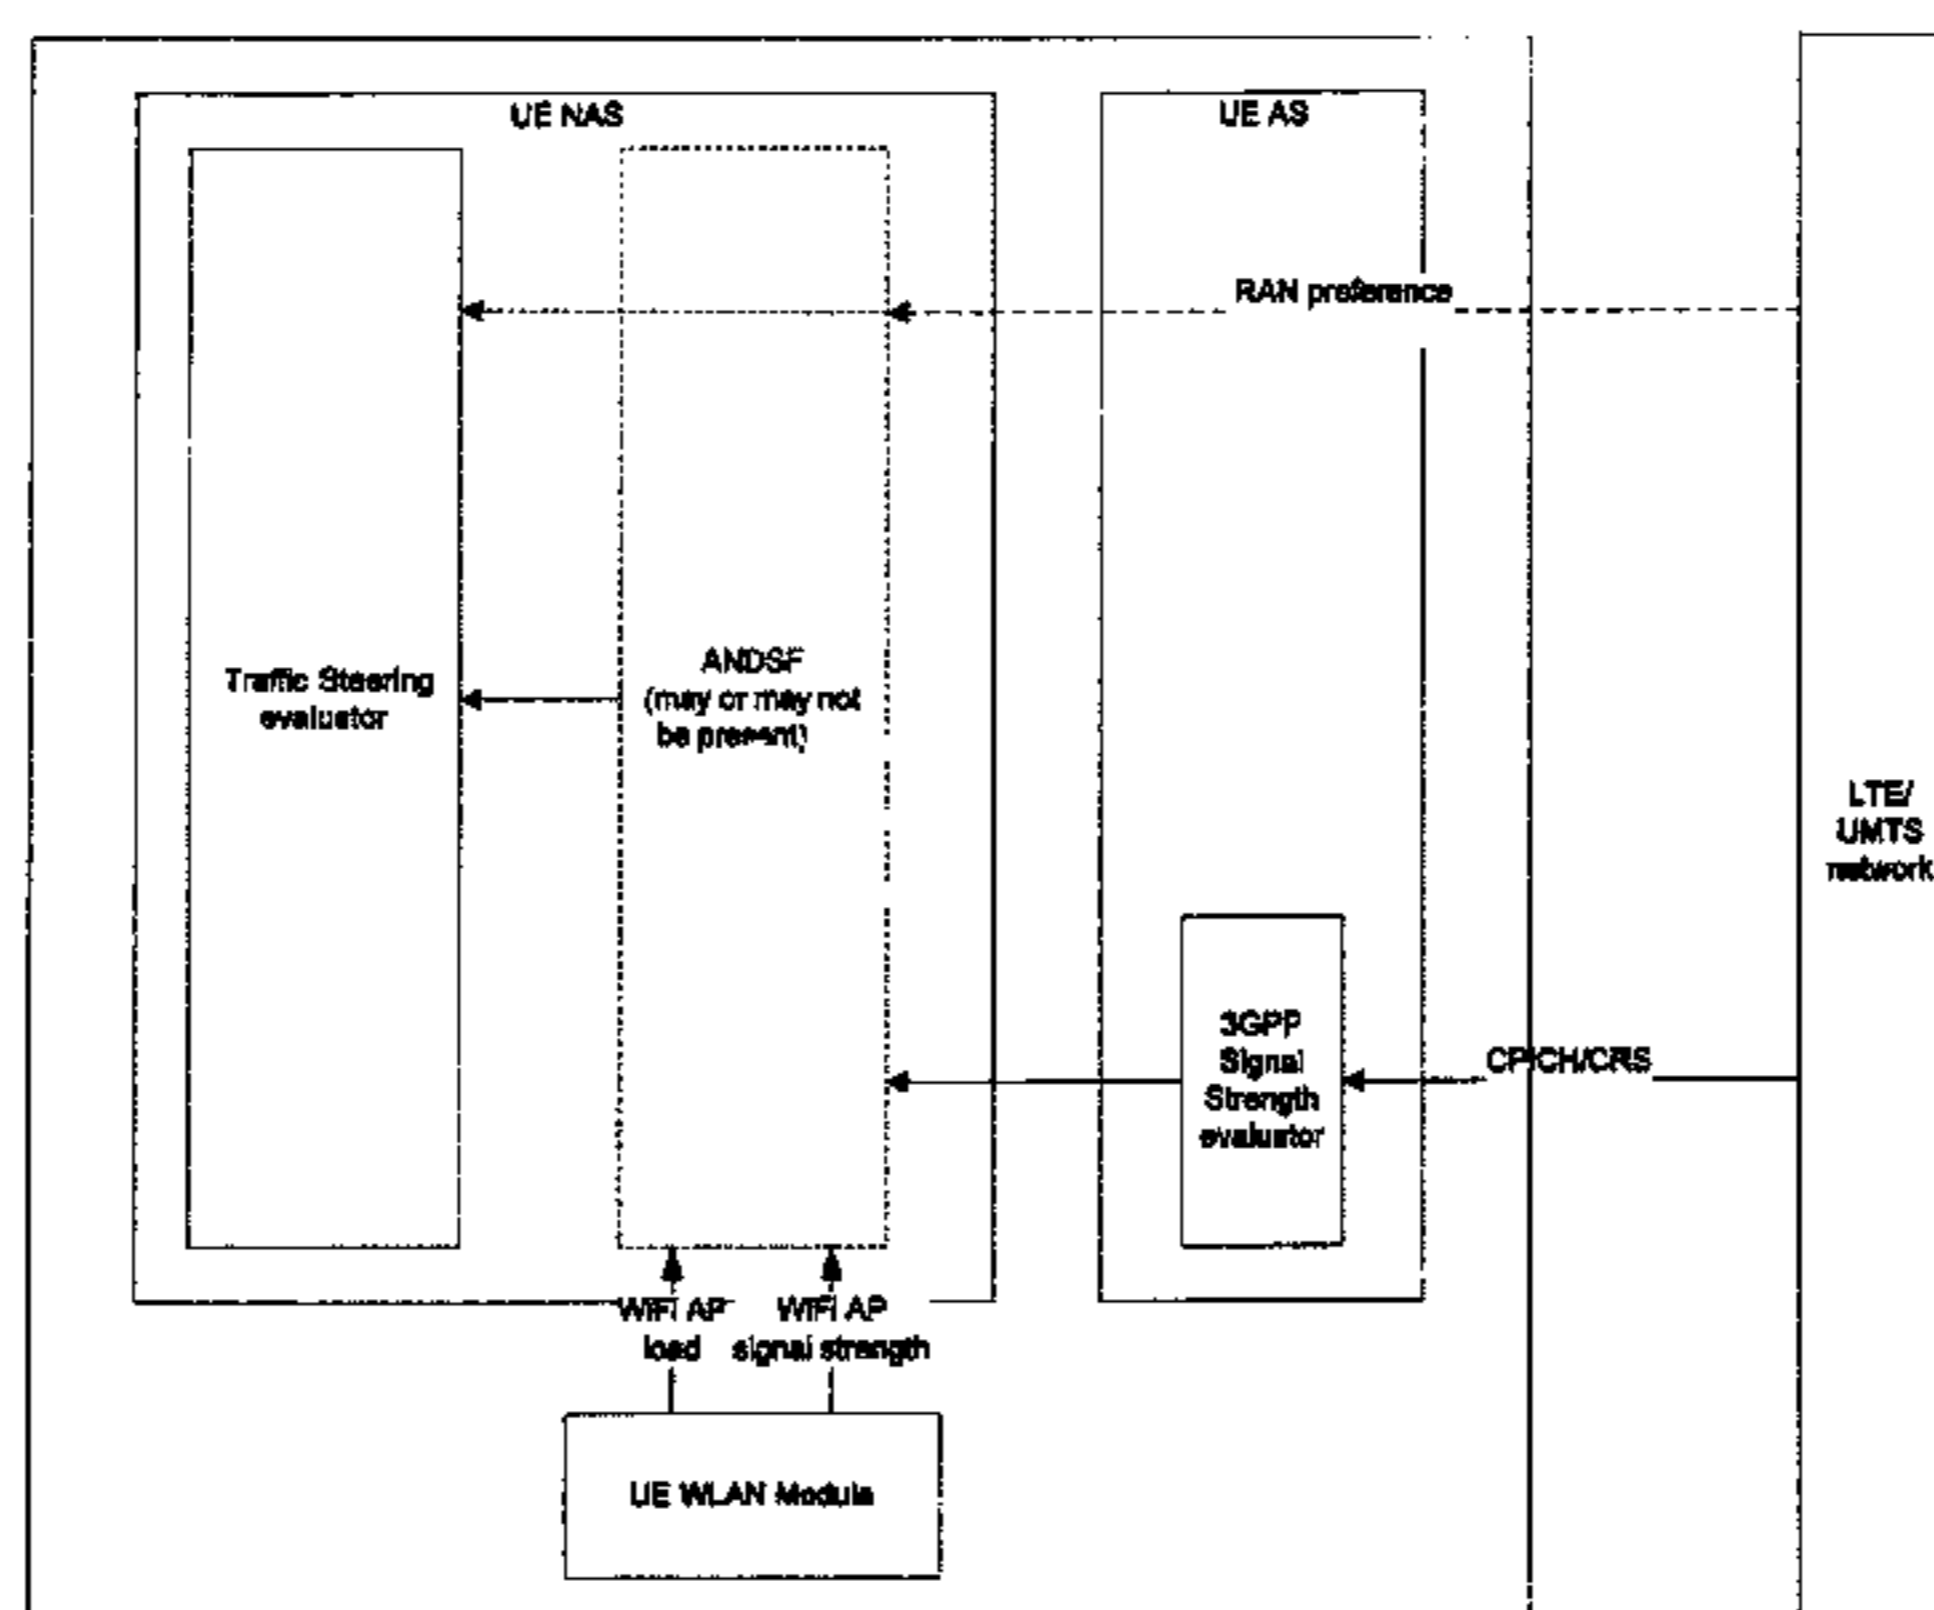 UE NAS
UE AS
RAN preference
Traffic Steering
evaluator
ANDSF
(may or may not
be present)
LTE/
UMTS
network
3GPP
Signal
Strength
evaluator
CPICH/CRS
WiFi AP
load
WiFi AP
signal strength
UE WLAN Module